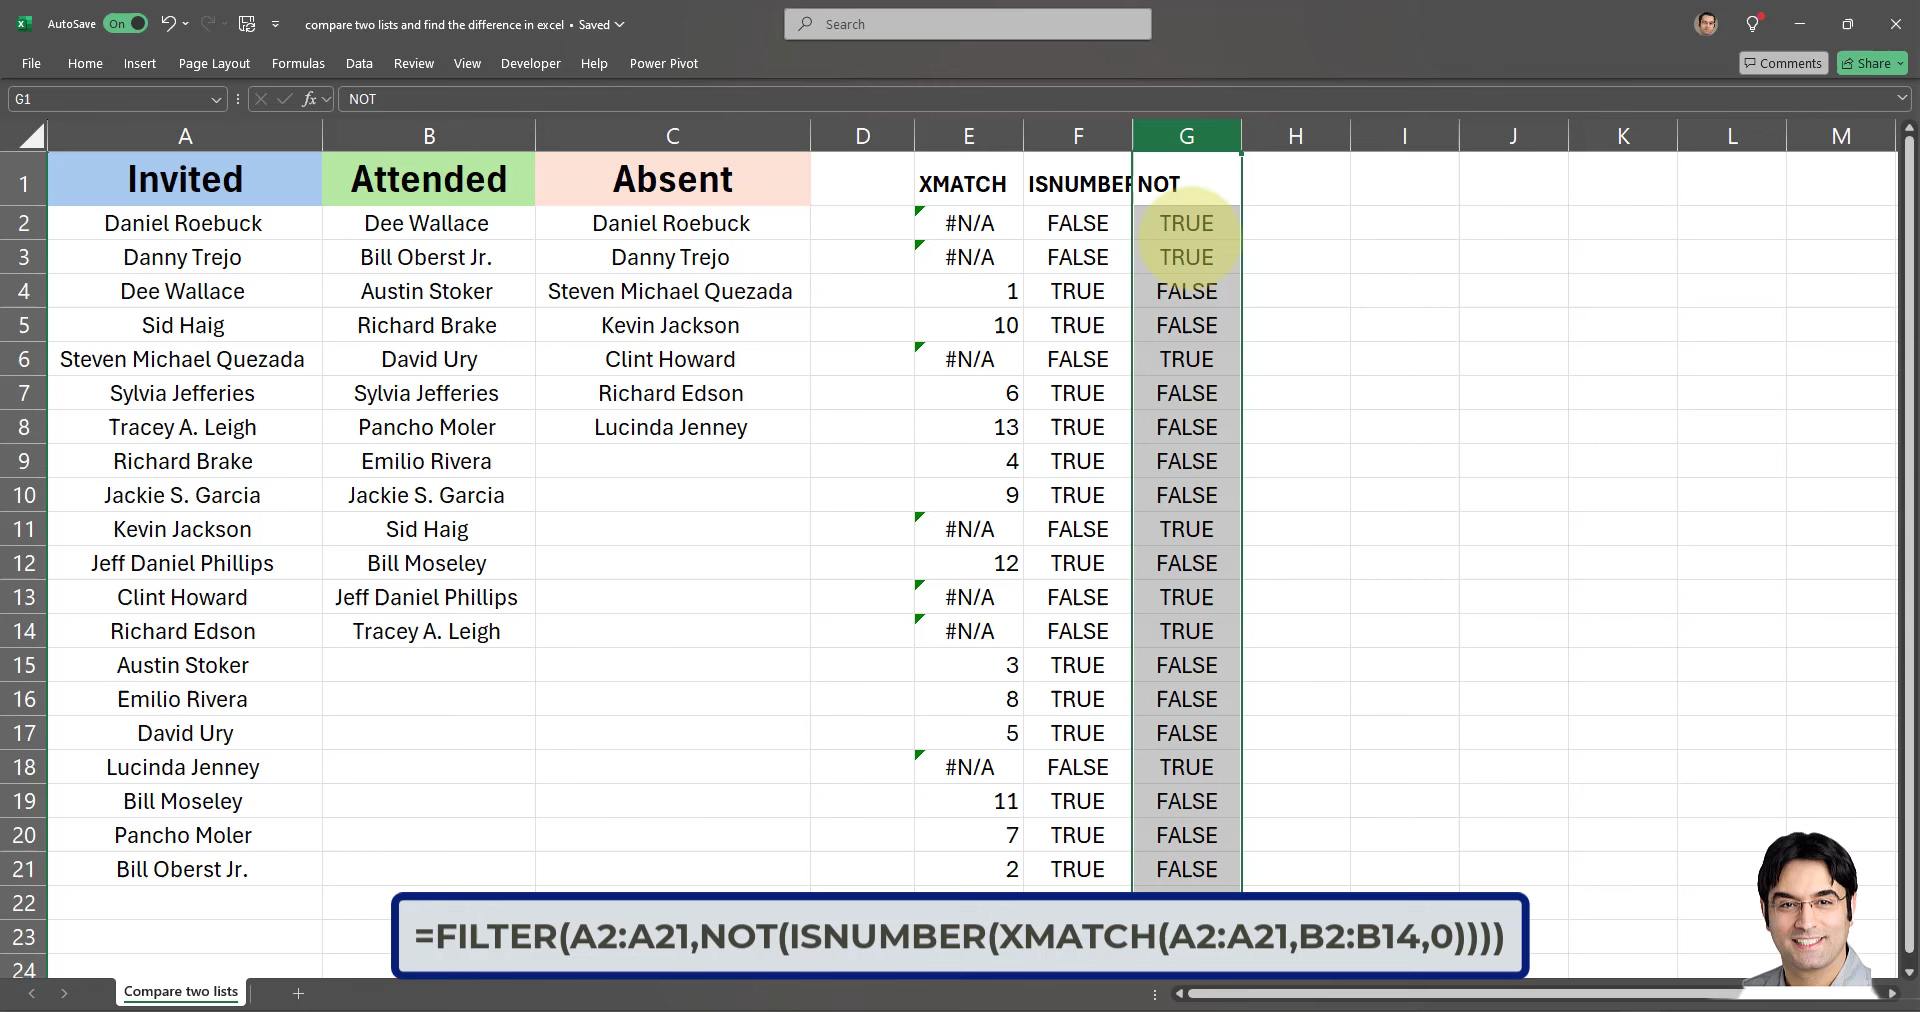 AutoSave On compare two lists and find the difference in excel • Saved Search
File Home Insert Page Layout Formulas Data Review View Developer Help Power Pivot Comments Share
G1 fx NOT
A B C D E F G H I J K L M
1 Invited Attended Absent XMATCH ISNUMBER NOT
2 Daniel Roebuck Dee Wallace Daniel Roebuck #N/A FALSE TRUE
3 Danny Trejo Bill Oberst Jr. Danny Trejo #N/A FALSE TRUE
4 Dee Wallace Austin Stoker Steven Michael Quezada 1 TRUE FALSE
5 Sid Haig Richard Brake Kevin Jackson 10 TRUE FALSE
6 Steven Michael Quezada David Ury Clint Howard #N/A FALSE TRUE
7 Sylvia Jefferies Sylvia Jefferies Richard Edson 6 TRUE FALSE
8 Tracey A. Leigh Pancho Moler Lucinda Jenney 13 TRUE FALSE
9 Richard Brake Emilio Rivera 4 TRUE FALSE
10 Jackie S. Garcia Jackie S. Garcia 9 TRUE FALSE
11 Kevin Jackson Sid Haig #N/A FALSE TRUE
12 Jeff Daniel Phillips Bill Moseley 12 TRUE FALSE
13 Clint Howard Jeff Daniel Phillips #N/A FALSE TRUE
14 Richard Edson Tracey A. Leigh #N/A FALSE TRUE
15 Austin Stoker 3 TRUE FALSE
16 Emilio Rivera 8 TRUE FALSE
17 David Ury 5 TRUE FALSE
18 Lucinda Jenney #N/A FALSE TRUE
19 Bill Moseley 11 TRUE FALSE
20 Pancho Moler 7 TRUE FALSE
21 Bill Oberst Jr. 2 TRUE FALSE
22
23 =FILTER(A2:A21,NOT(ISNUMBER(XMATCH(A2:A21,B2:B14,0))))
24
Compare two lists